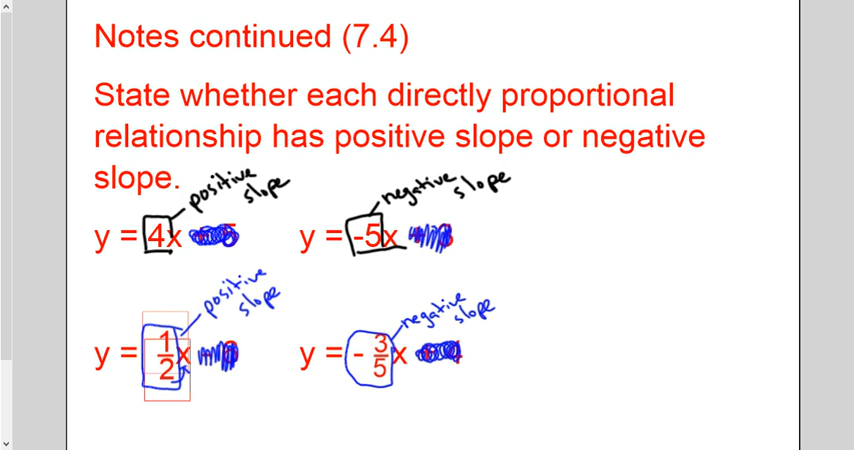 Notes continued (7.4)
State whether each directly proportional
relationship has positive slope or negative
slope.
positive slope
negative slope
y = 4x
y = -5x
positive slope
negative slope
y = 1/2 x
y = - 3/5 x